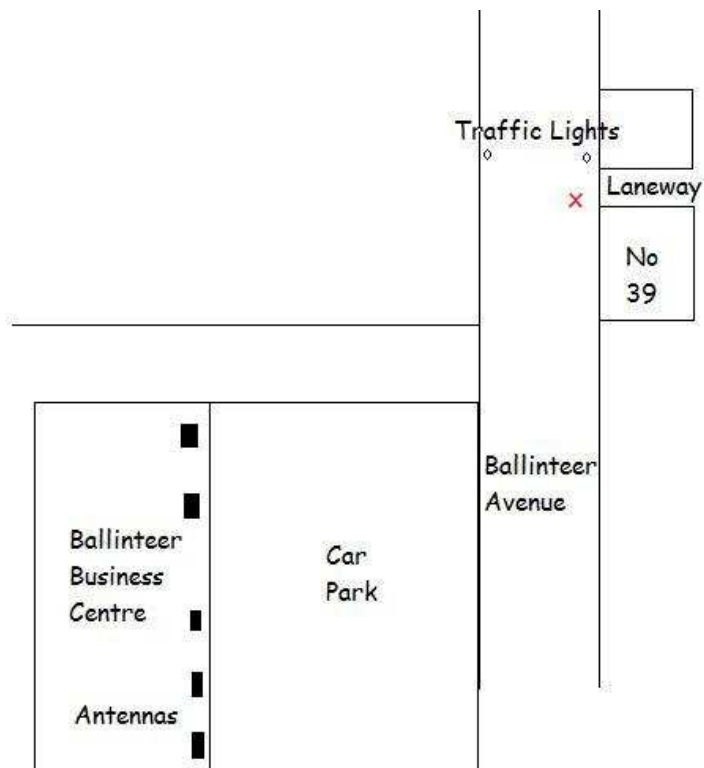 Traffic Lights
Laneway
No
39
Ballinteer
Avenue
Ballinteer
Business
Centre
Car
Park
Antennas